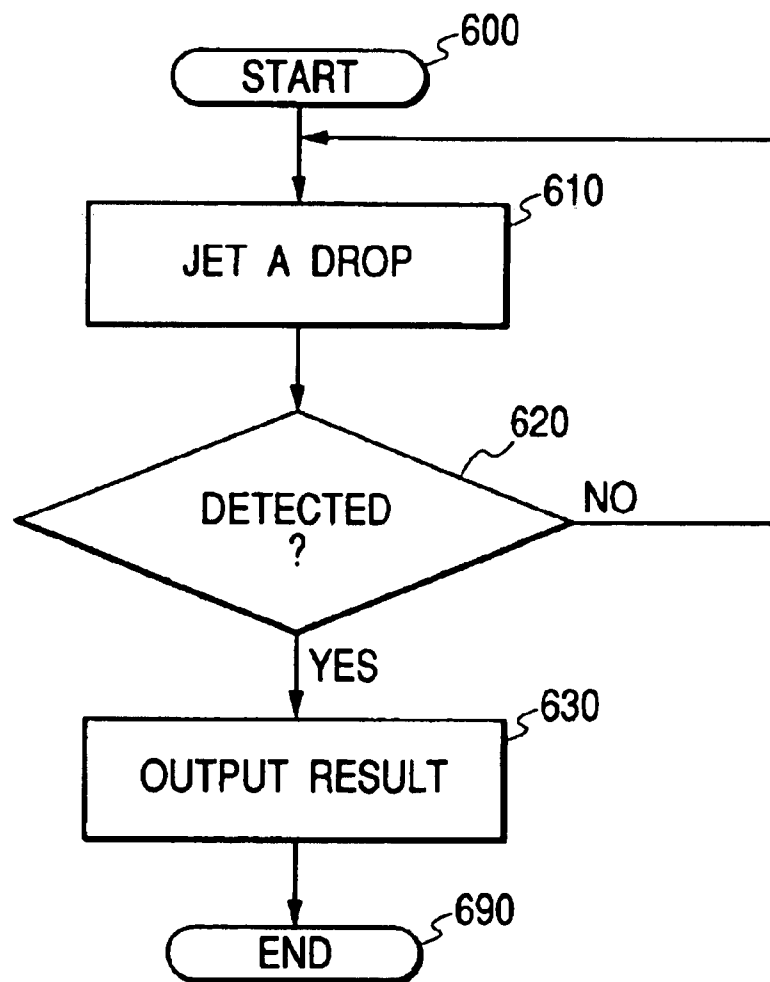 600
START
610
JET A DROP
620
DETECTED
?
NO
YES
630
OUTPUT RESULT
690
END